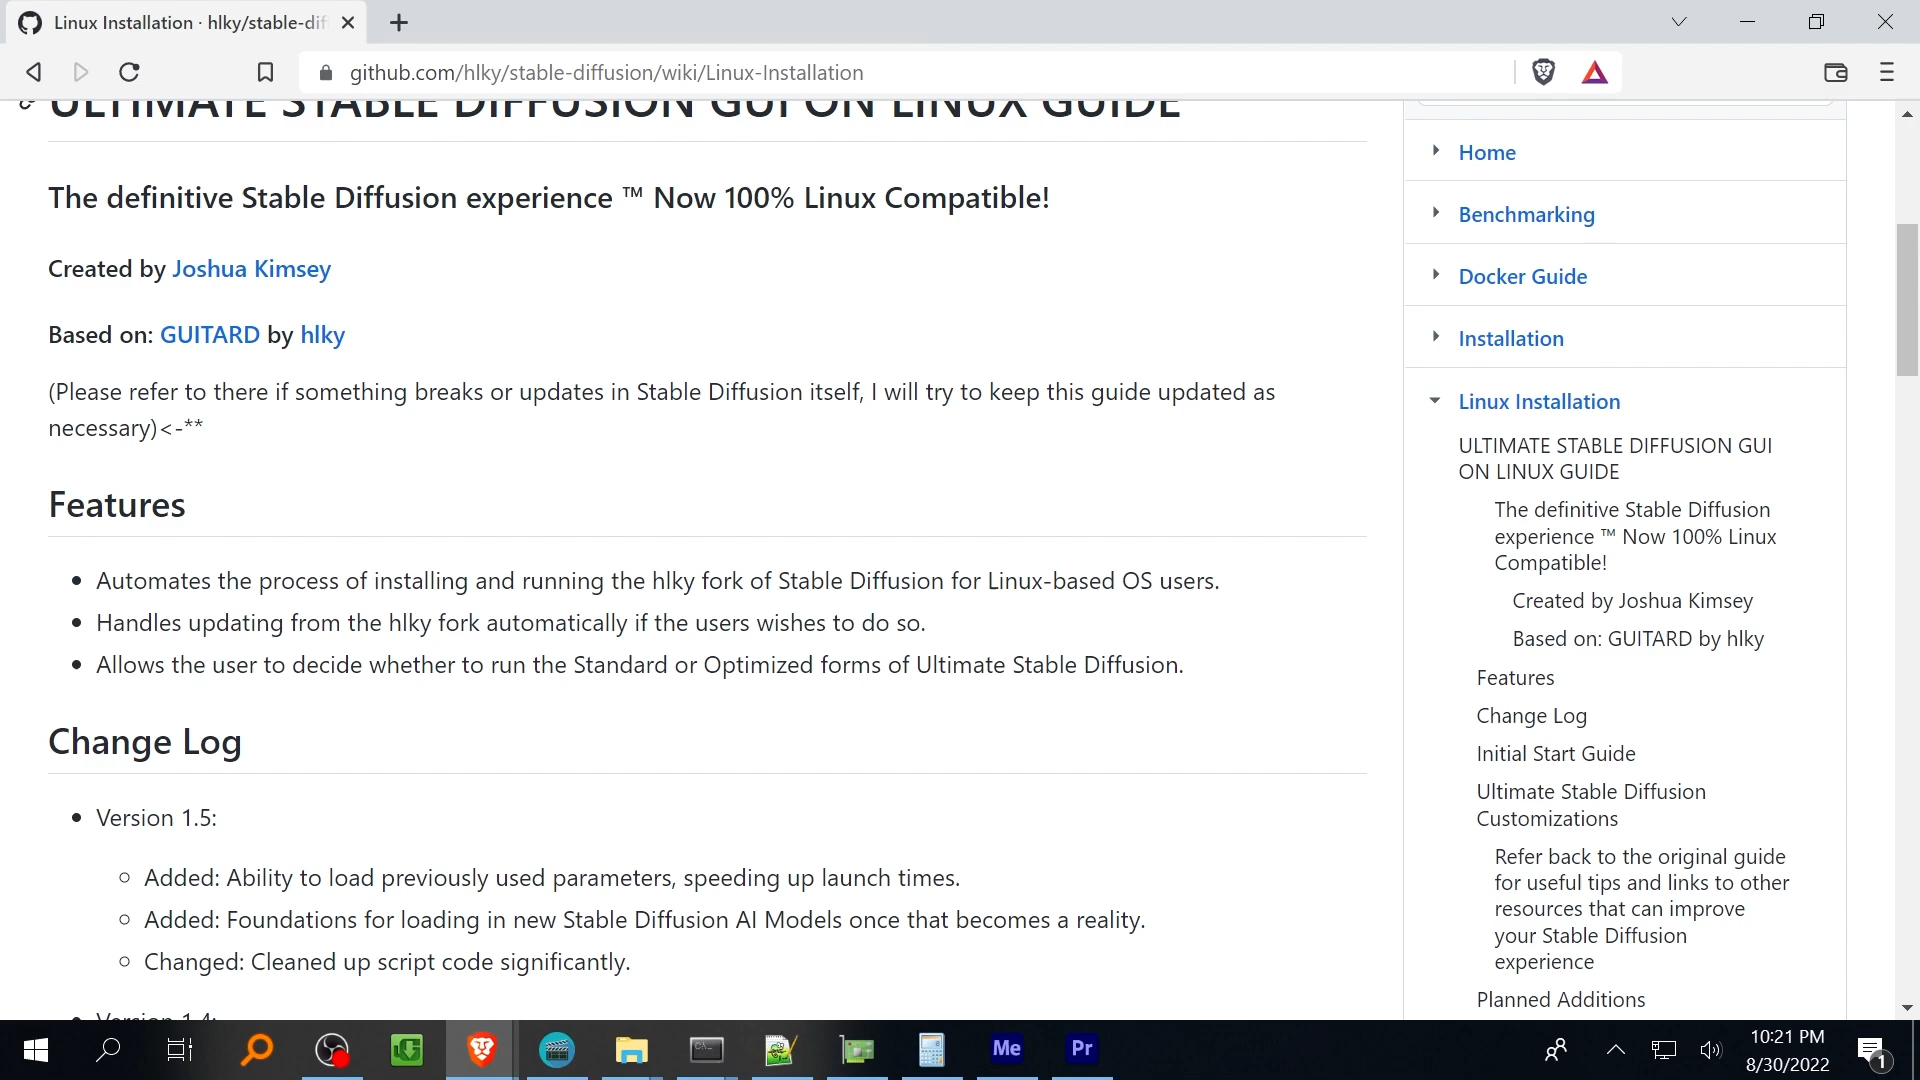 Linux Installation · hlky/stable-dif
github.com/hlky/stable-diffusion/wiki/Linux-Installation
ULTIMATE STABLE DIFFUSION GUI ON LINUX GUIDE
The definitive Stable Diffusion experience ™ Now 100% Linux Compatible!
Created by Joshua Kimsey
Based on: GUITARD by hlky
(Please refer to there if something breaks or updates in Stable Diffusion itself, I will try to keep this guide updated as
necessary)<-**
Features
Automates the process of installing and running the hlky fork of Stable Diffusion for Linux-based OS users.
Handles updating from the hlky fork automatically if the users wishes to do so.
Allows the user to decide whether to run the Standard or Optimized forms of Ultimate Stable Diffusion.
Change Log
Version 1.5:
Added: Ability to load previously used parameters, speeding up launch times.
Added: Foundations for loading in new Stable Diffusion AI Models once that becomes a reality.
Changed: Cleaned up script code significantly.
Version 1.4:
Home
Benchmarking
Docker Guide
Installation
Linux Installation
ULTIMATE STABLE DIFFUSION GUI
ON LINUX GUIDE
The definitive Stable Diffusion
experience ™ Now 100% Linux
Compatible!
Created by Joshua Kimsey
Based on: GUITARD by hlky
Features
Change Log
Initial Start Guide
Ultimate Stable Diffusion
Customizations
Refer back to the original guide
for useful tips and links to other
resources that can improve
your Stable Diffusion
experience
Planned Additions
Me
Pr
10:21 PM
8/30/2022
1